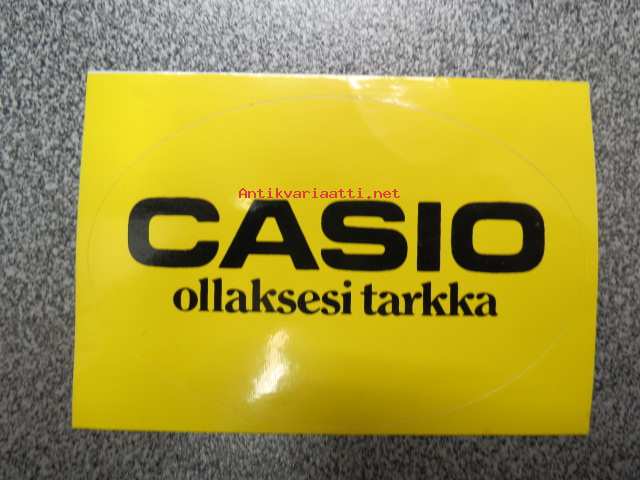 Antikvariaatti.net
CASIO
ollaksesi tarkka